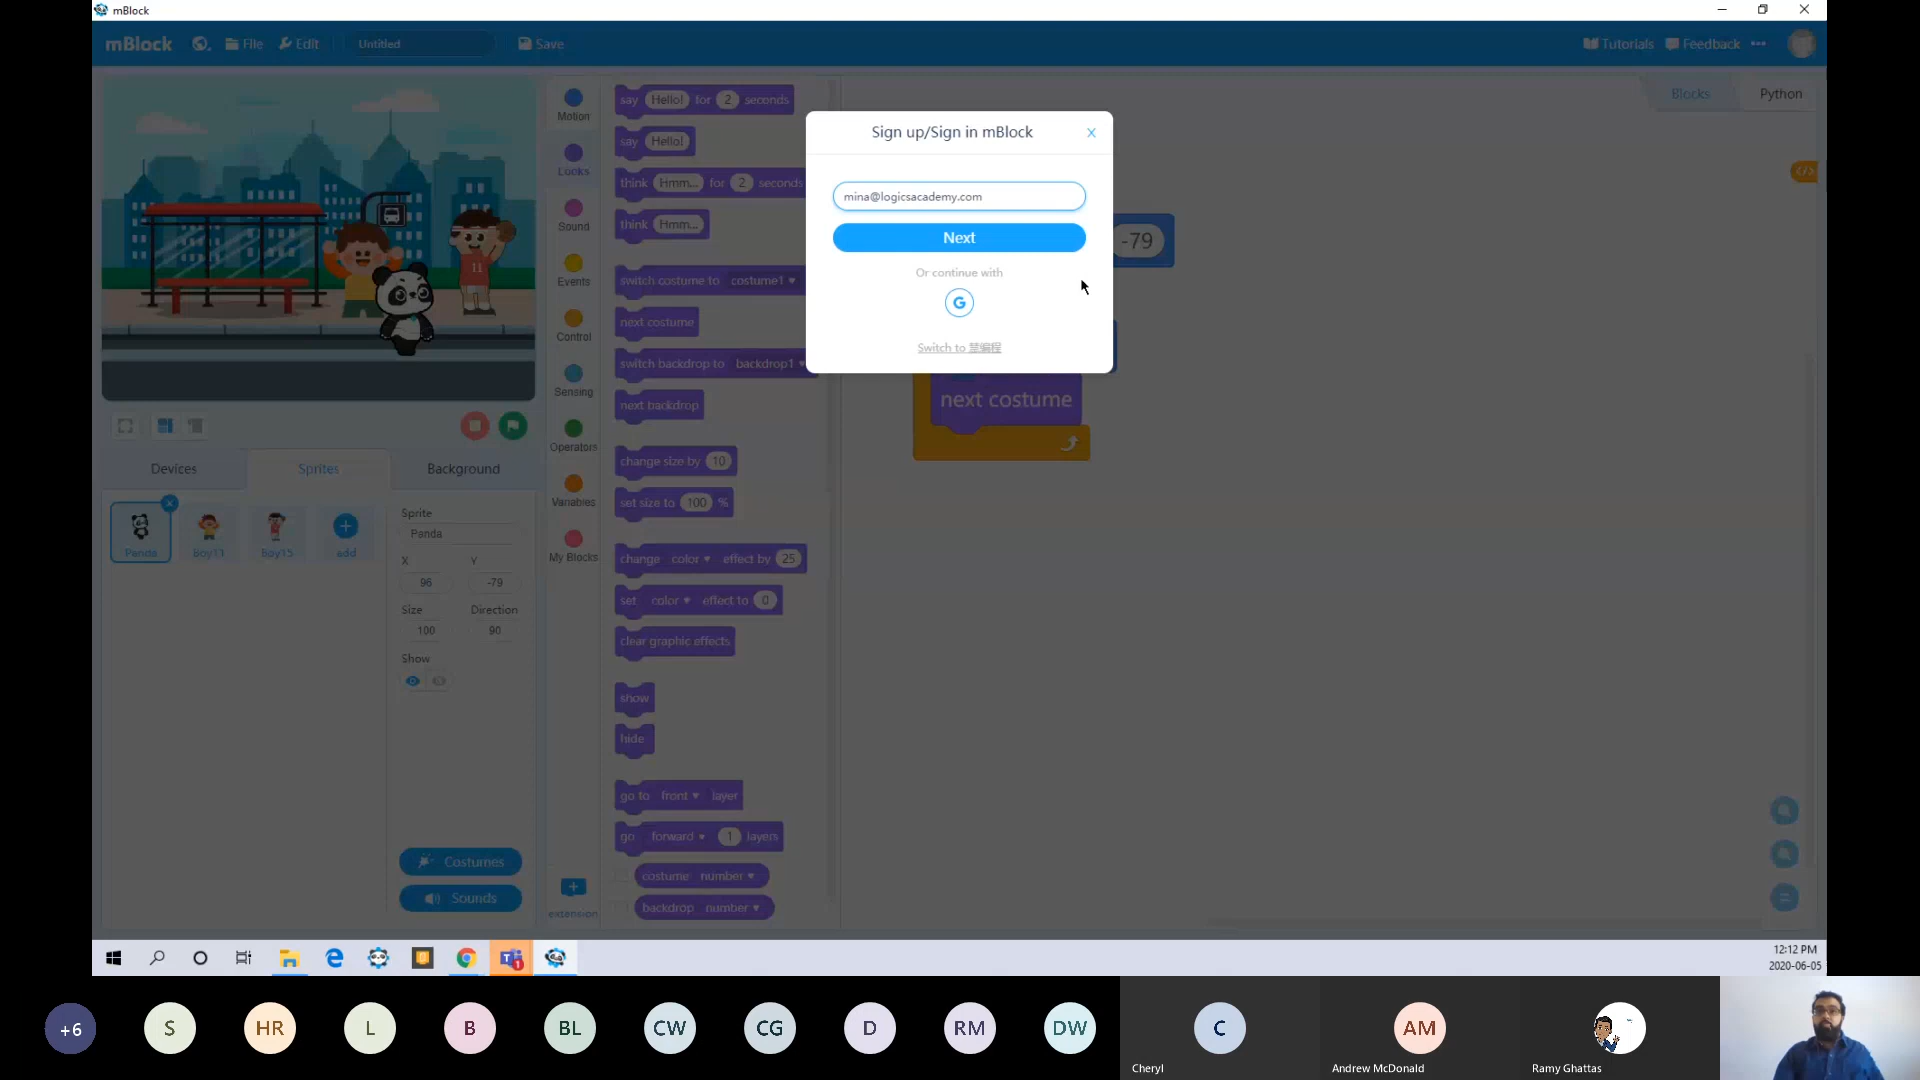 mBlock
mBlock
File
Edit
Untitled
Save
Tutorials
Feedback
Blocks
Python
11
Motion
Looks
Sound
Events
Control
Sensing
Operators
Variables
My Blocks
extension
say Hello! for 2 seconds
say Hello!
think Hmm... for 2 seconds
think Hmm...
switch costume to costume1
next costume
switch backdrop to backdrop1
next backdrop
change size by 10
set size to 100 %
change color effect by 25
set color effect to 0
clear graphic effects
show
hide
go to front layer
go forward 1 layers
costume number
backdrop number
Sign up/Sign in mBlock
X
mina@logicsacademy.com
Next
Or continue with
G
Switch to 慧编程
-79
next costume
Devices
Sprites
Background
Panda
Boy11
Boy15
add
Sprite
Panda
X
Y
96
-79
Size
Direction
100
90
Show
Costumes
Sounds
12:12 PM
2020-06-05
+6
S
HR
L
B
BL
CW
CG
D
RM
DW
C
AM
Cheryl
Andrew McDonald
Ramy Ghattas